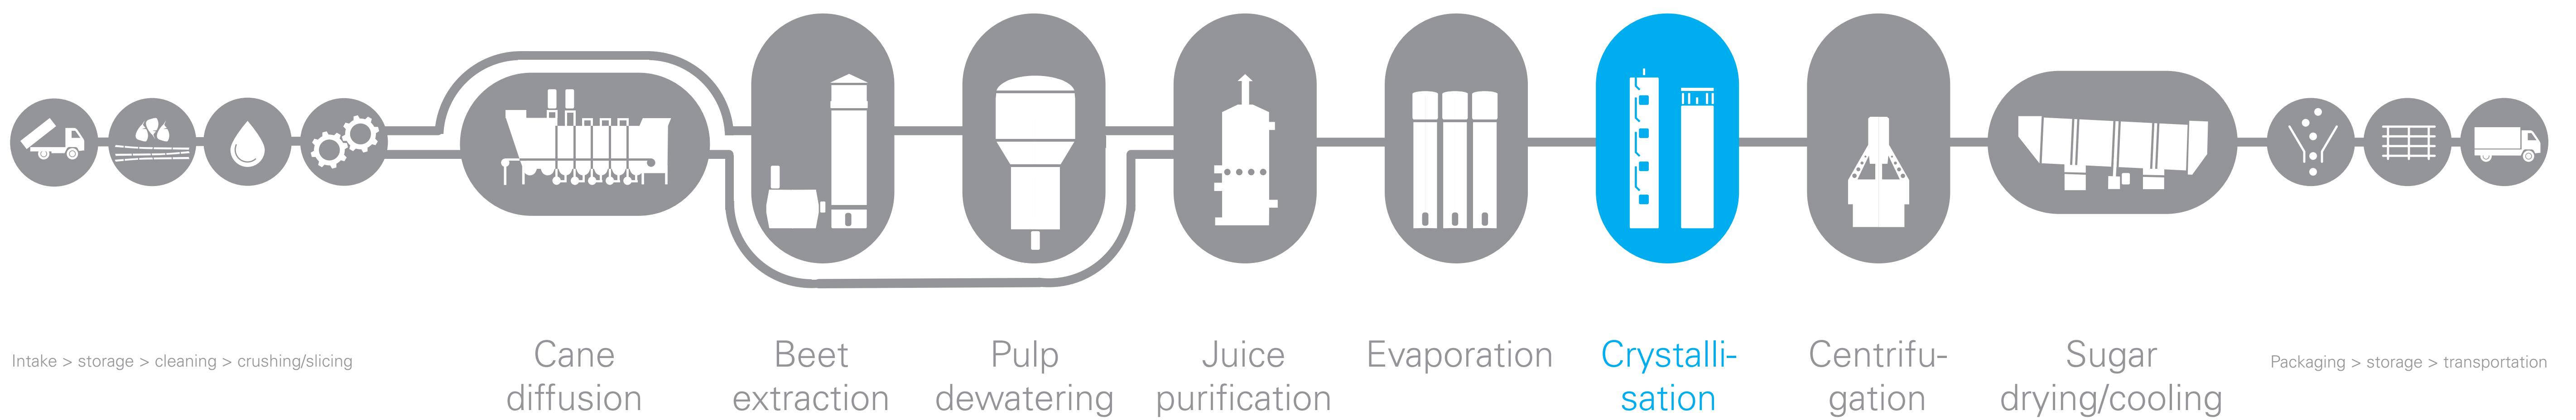 Intake > storage > cleaning > crushing/slicing
Cane
diffusion
Beet
extraction
Pulp
dewatering
Juice
purification
Evaporation
Crystalli-
sation
Centrifu-
gation
Sugar
drying/cooling
Packaging > storage > transportation